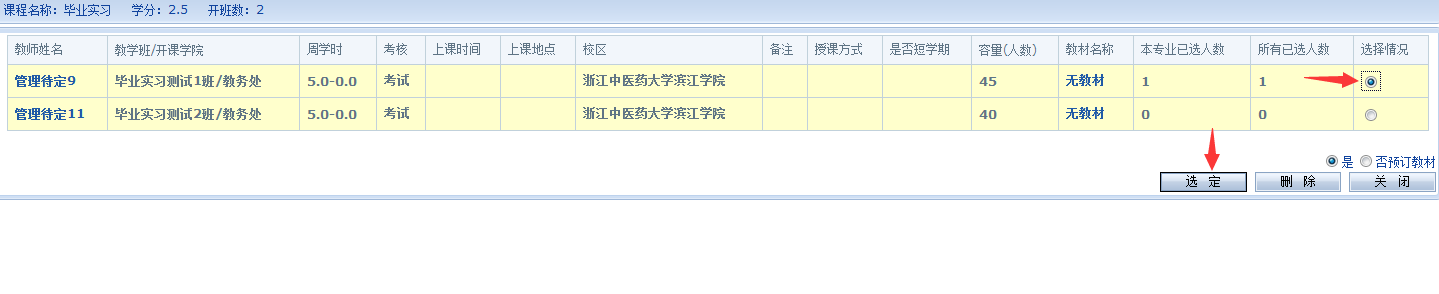 课程名称：毕业实习 学分：2.5 开班数：2
教师姓名 教学班/开课学院 周学时 考核 上课时间 上课地点 校区 备注 授课方式 是否短学期 容量(人数) 教材名称 本专业已选人数 所有已选人数 选择情况
管理待定9 毕业实习测试1班/教务处 5.0-0.0 考试 浙江中医药大学滨江学院 45 无教材 1 1
管理待定11 毕业实习测试2班/教务处 5.0-0.0 考试 浙江中医药大学滨江学院 40 无教材 0 0
是 否预订教材
选 定 删 除 关 闭